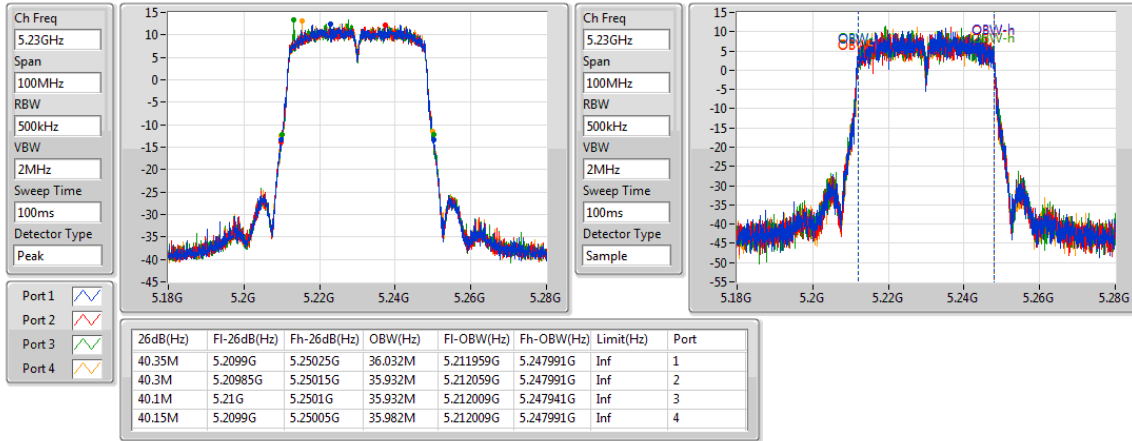 Ch Freq
5.23GHz
Span
100MHz
RBW
500kHz
VBW
2MHz
Sweep Time
100ms
Detector Type
Peak
15
10
5
0
-5
-10
-15
-20
-25
-30
-35
-40
-45
5.18G 5.2G 5.22G 5.24G 5.26G 5.28G
Ch Freq
5.23GHz
Span
100MHz
RBW
500kHz
VBW
2MHz
Sweep Time
100ms
Detector Type
Sample
15
10
5
0
-5
-10
-15
-20
-25
-30
-35
-40
-45
-50
-55
OBW-h
5.18G 5.2G 5.22G 5.24G 5.26G 5.28G
Port 1
Port 2
Port 3
Port 4
26dB(Hz) Fl-26dB(Hz) Fh-26dB(Hz) OBW(Hz) Fl-OBW(Hz) Fh-OBW(Hz) Limit(Hz) Port
40.35M 5.2099G 5.25025G 36.032M 5.211959G 5.247991G Inf 1
40.3M 5.20985G 5.25015G 35.932M 5.212059G 5.247991G Inf 2
40.1M 5.21G 5.2501G 35.932M 5.212009G 5.247941G Inf 3
40.15M 5.2099G 5.25005G 35.982M 5.212009G 5.247991G Inf 4